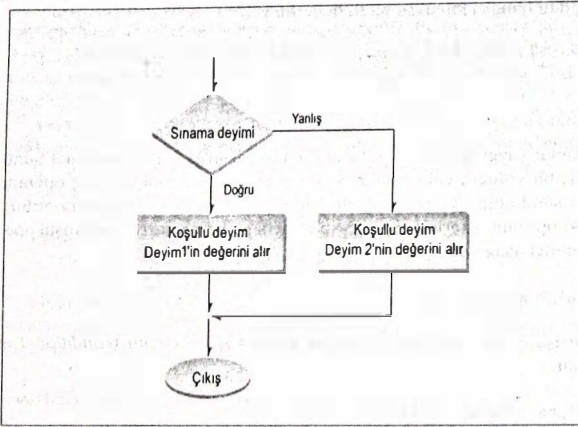 Sınama deyimi
Yanlış
Doğru
Koşullu deyim
Deyim1'in değerini alır
Koşullu deyim
Deyim 2'nin değerini alır
Çıkış